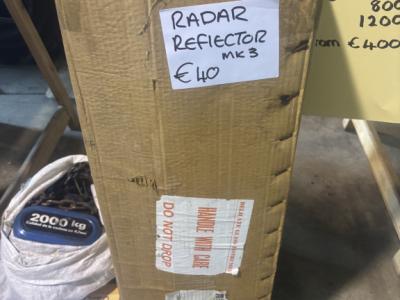 RADAR
REFLECTOR
MK3
€40
800
1200
rom €400
2000 kg
DO NOT DROP
HANDLE WITH CARE